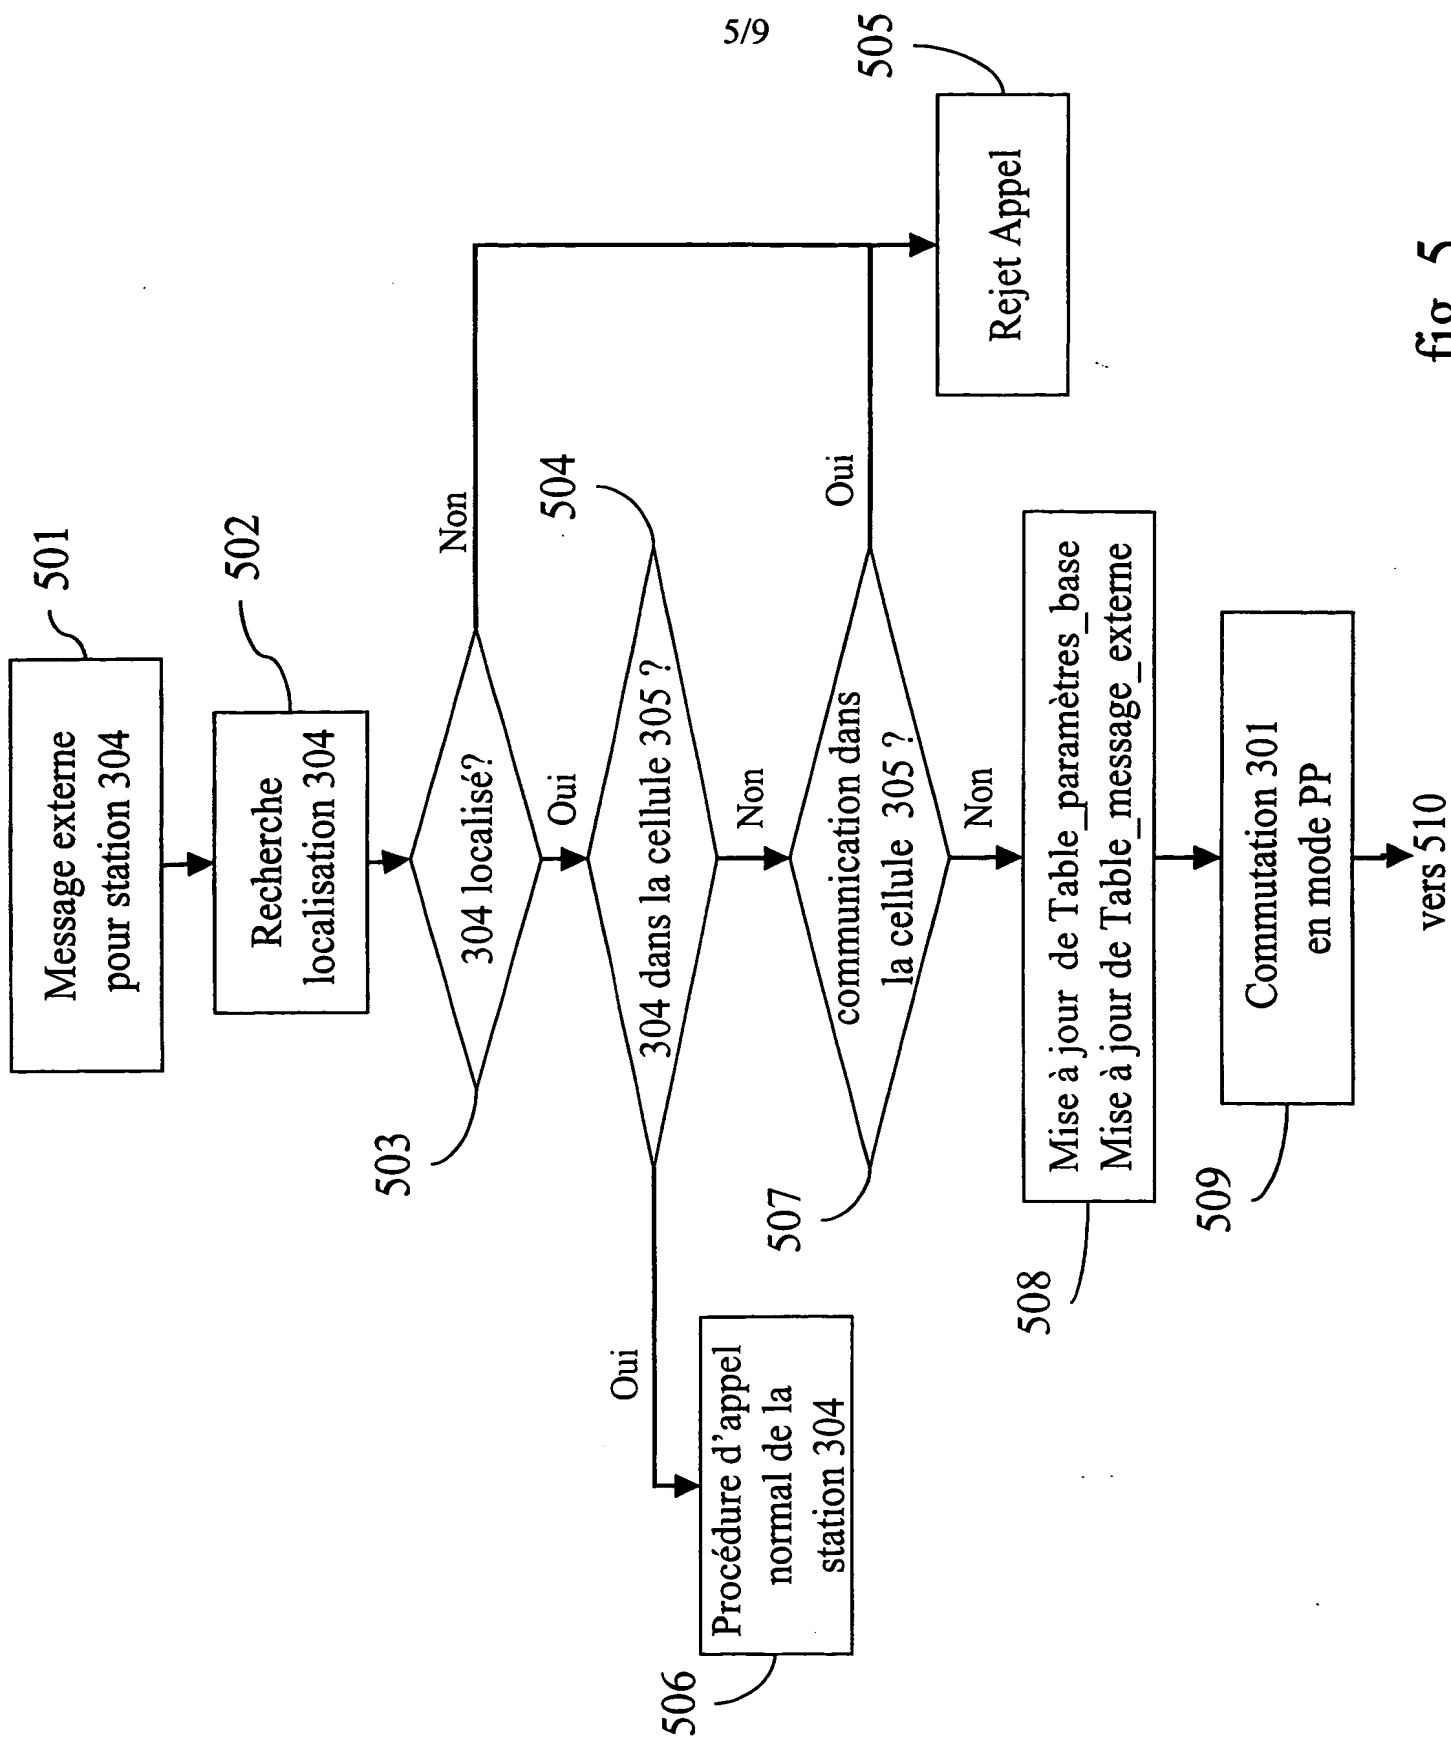 5/9
501
Message externe
pour station 304
502
Recherche
localisation 304
503
304 localisé?
Non
Oui
504
304 dans la cellule 305 ?
Oui
Non
505
Rejet Appel
506
Procédure d'appel
normal de la
station 304
507
communication dans
la cellule 305 ?
Oui
Non
508
Mise à jour de Table_paramètres_base
Mise à jour de Table_message_externe
509
Commutation 301
en mode PP
vers 510
fig. 5